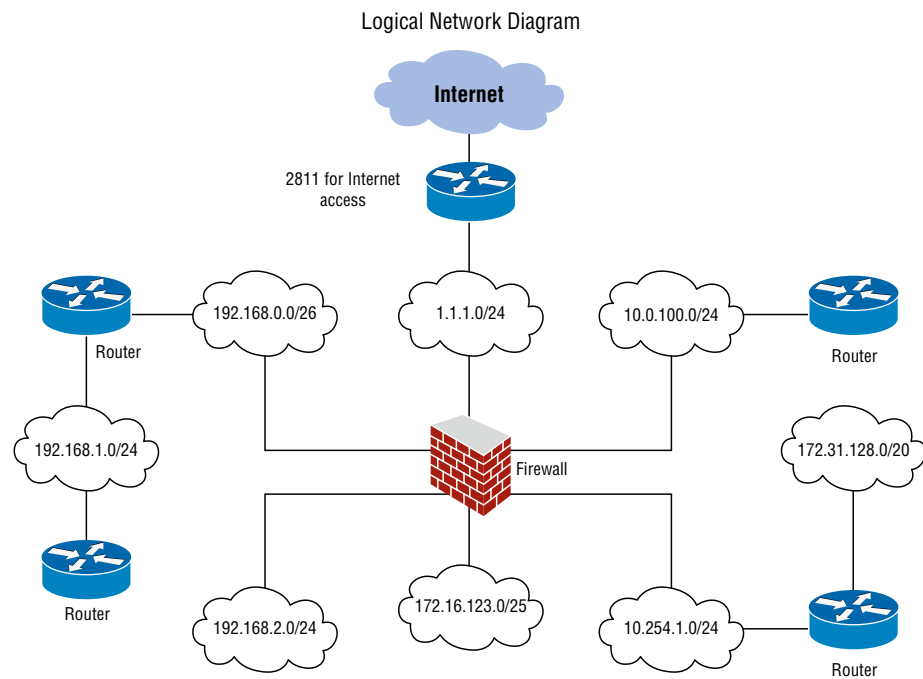 Logical Network Diagram
Internet
2811 for Internet
access
192.168.0.0/26
1.1.1.0/24
10.0.100.0/24
Router
Router
192.168.1.0/24
172.31.128.0/20
Firewall
Router
192.168.2.0/24
172.16.123.0/25
10.254.1.0/24
Router